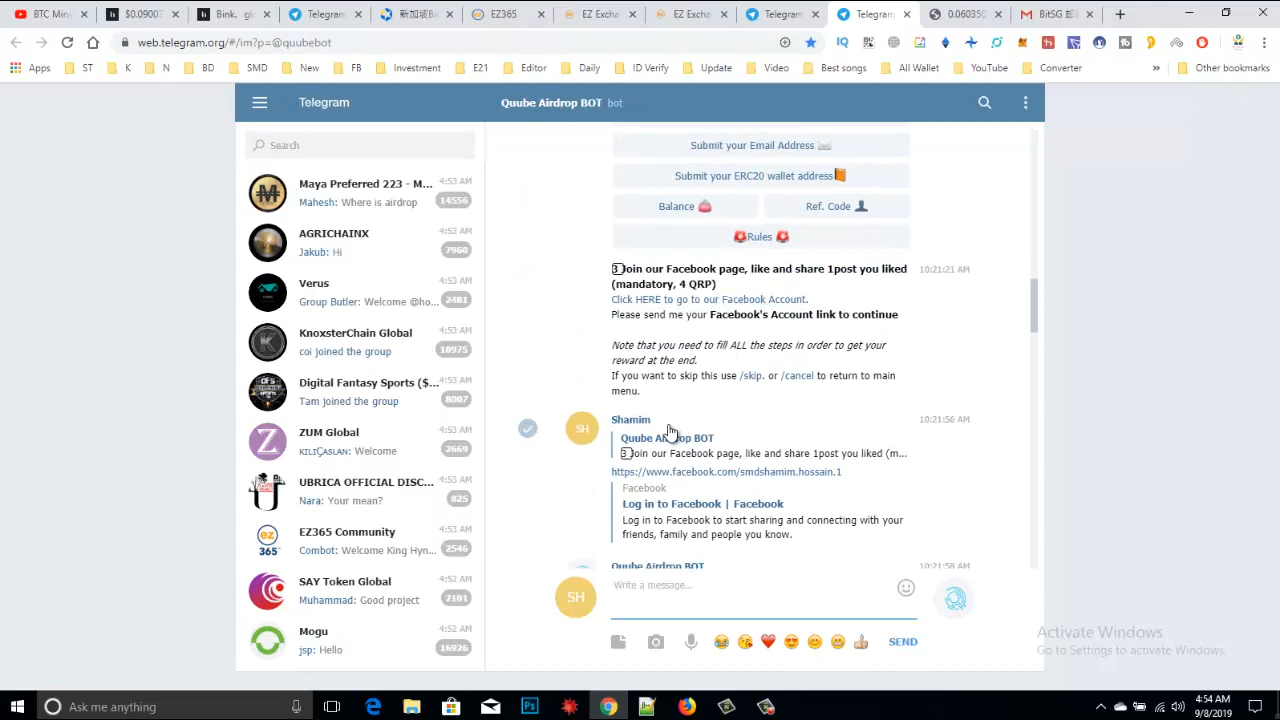 BTC Mine
$0.09007
Bink. gl
Telegram
新加坡B
EZ365
EZ Excha
EZ Excha
Telegram
Telegram
0.060350
BitSG
web.telegram.org/#/im?p=@quubebot
Apps ST K N BD SMD New FB Investment E21 Editor Daily ID Verify Update Video Best songs All Wallet YouTube Converter » Other bookmarks
Telegram
Quube Airdrop BOT bot
Search
Maya Preferred 223 - M... 4:53 AM
Mahesh: Where is airdrop 14556
AGRICHAINX 4:53 AM
Jakub: Hi 7960
Verus 4:53 AM
Group Butler: Welcome @ho... 2481
KnoxsterChain Global 4:53 AM
coi joined the group 10975
Digital Fantasy Sports ($... 4:53 AM
Tam joined the group 8007
ZUM Global 4:53 AM
KILIÇASLAN: Welcome 2669
UBRICA OFFICIAL DISC... 4:53 AM
Nara: Your mean? 825
EZ365 Community 4:53 AM
Combot: Welcome King Hyn... 2546
SAY Token Global 4:52 AM
Muhammad: Good project 2101
Mogu 4:52 AM
jsp: Hello 16926
Submit your Email Address
Submit your ERC20 wallet address
Balance Ref. Code
Rules
3 Join our Facebook page, like and share 1post you liked 10:21:21 AM
(mandatory, 4 QRP)
Click HERE to go to our Facebook Account.
Please send me your Facebook's Account link to continue
Note that you need to fill ALL the steps in order to get your
reward at the end.
If you want to skip this use /skip. or /cancel to return to main
menu.
SH Shamim 10:21:56 AM
Quube Airdrop BOT
3 Join our Facebook page, like and share 1post you liked (m...
https://www.facebook.com/smdshamim.hossain.1
Facebook
Log in to Facebook | Facebook
Log in to Facebook to start sharing and connecting with your
friends, family and people you know.
Quube Airdrop BOT 10:21:58 AM
SH Write a message...
SEND
Activate Windows
Go to Settings to activate Windows.
Ask me anything
4:54 AM
9/8/2019